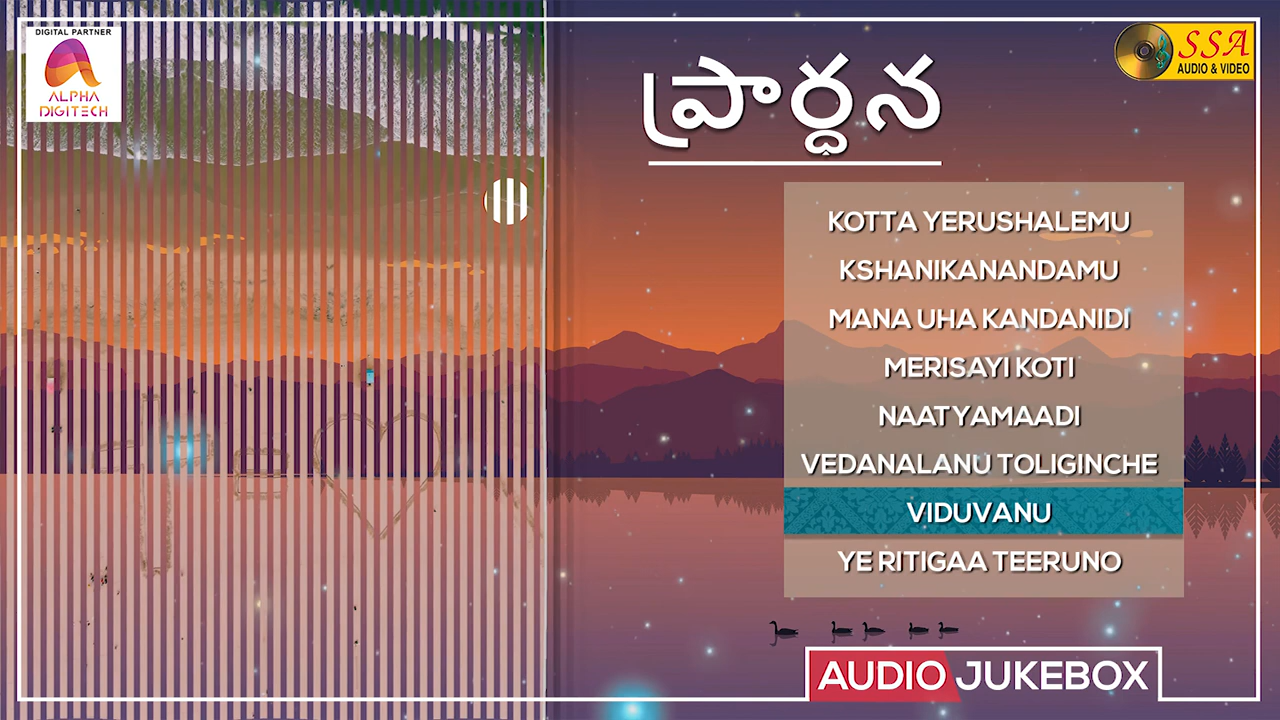 DIGITAL PARTNER
ALPHA
DIGITECH
SSA
AUDIO & VIDEO
ప్రార్ధన
KOTTA YERUSHALEMU
KSHANIKANANDAMU
MANA UHA KANDANIDI
MERISAYI KOTI
NAATYAMAADI
VEDANALANU TOLIGINCHE
VIDUVANU
YE RITIGAA TEERUNO
AUDIO JUKEBOX